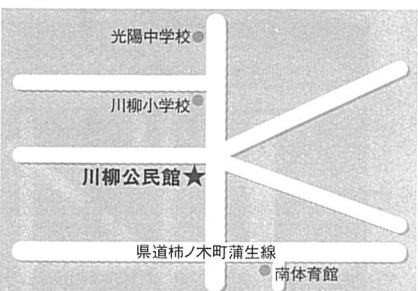 光陽中学校
川柳小学校
川柳公民館★
県道柿ノ木町蒲生線
南体育館